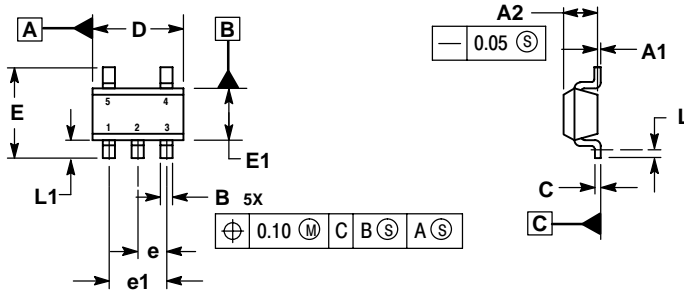 A
D
B
A2
— 0.05 Ⓢ
A1
E
5 4
1 2 3
E1
L
L1
B 5X
C
⌖ 0.10 Ⓜ C B Ⓢ A Ⓢ
C
e
e1